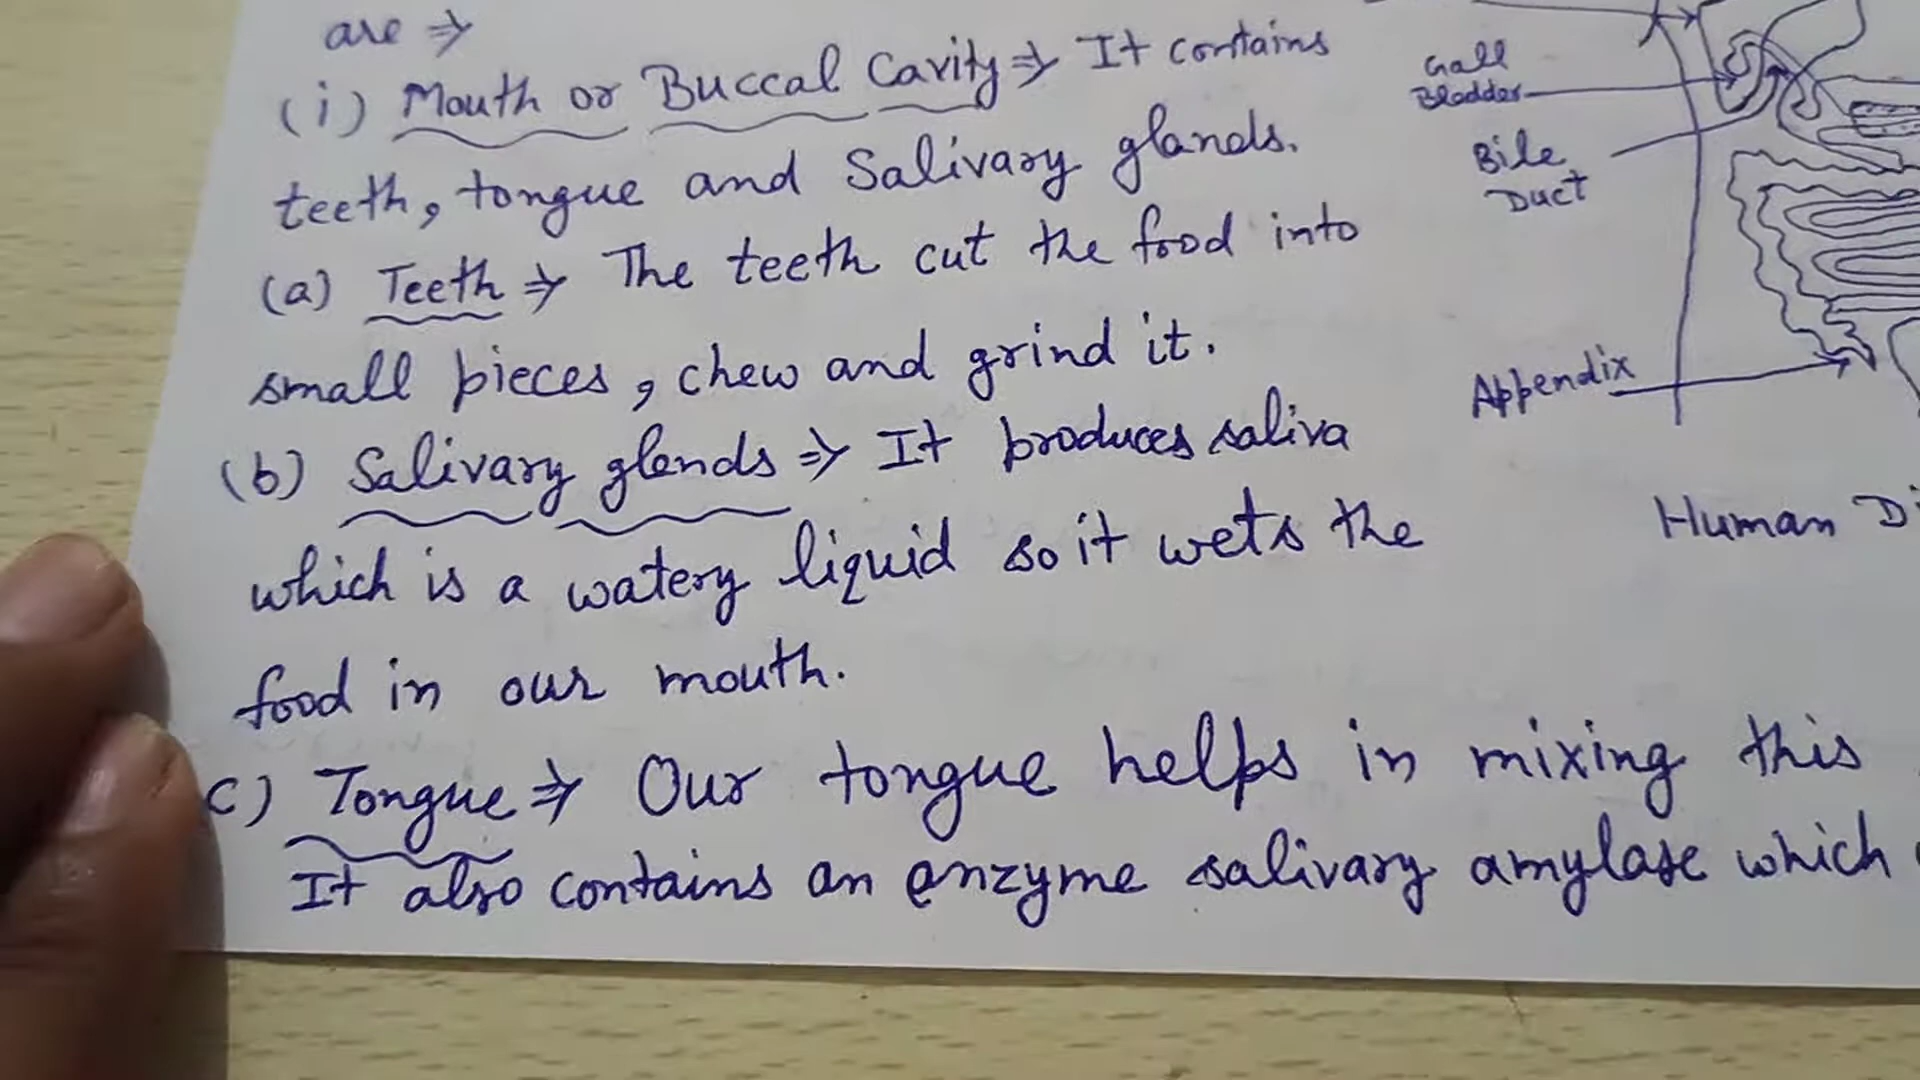 are ⇒
(i) Mouth or Buccal Cavity ⇒ It contains
teeth, tongue and Salivary glands.
(a) Teeth ⇒ The teeth cut the food into
small pieces, chew and grind it.
(b) Salivary glands ⇒ It produces saliva
which is a watery liquid so it wets the
food in our mouth.
c) Tongue ⇒ Our tongue helps in mixing this
It also contains an enzyme salivary amylase which
Gall
Bladder
Bile
Duct
Appendix
Human Di